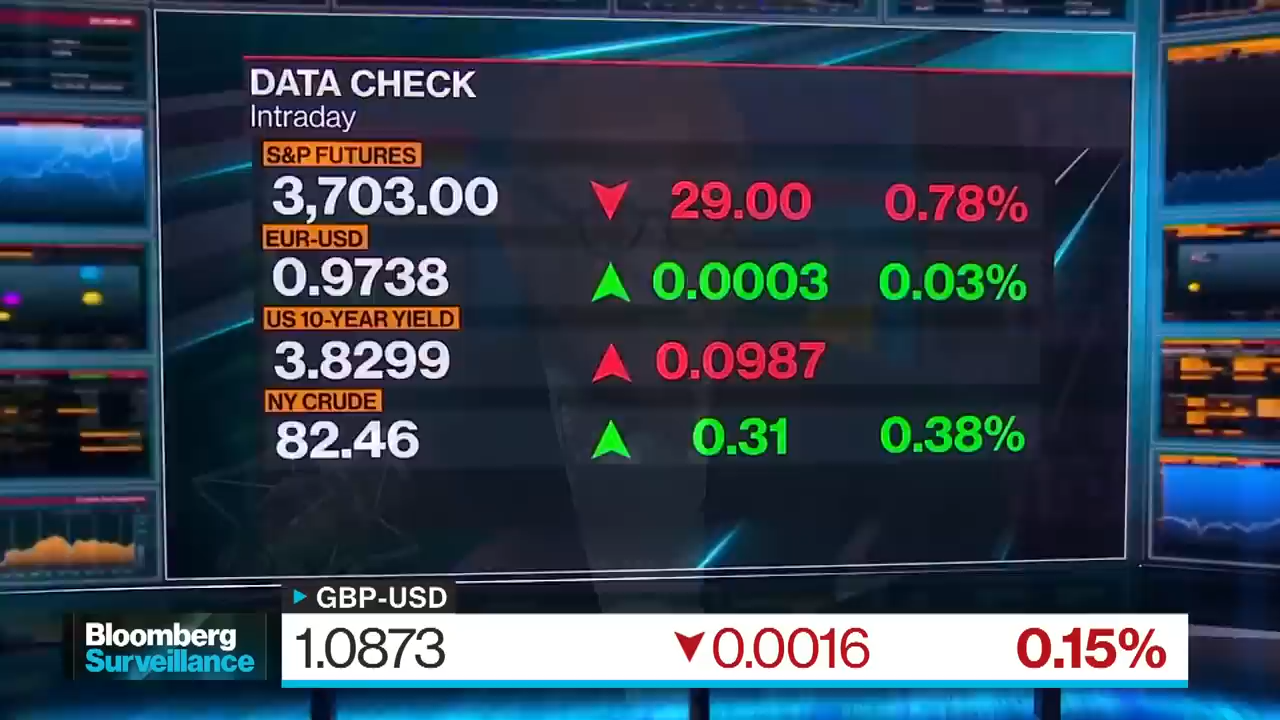 DATA CHECK
Intraday
S&P FUTURES
3,703.00 29.00 0.78%
EUR-USD
0.9738 0.0003 0.03%
US 10-YEAR YIELD
3.8299 0.0987
NY CRUDE
82.46 0.31 0.38%
GBP-USD
Bloomberg
Surveillance
1.0873 0.0016 0.15%